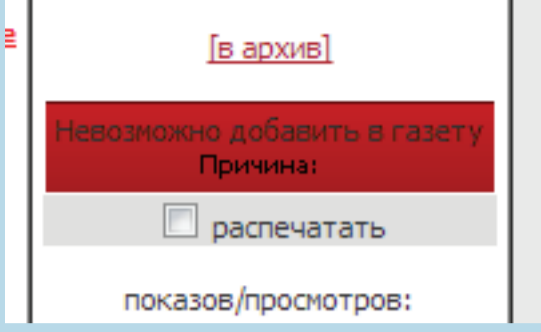 [в архив]
Невозможно добавить в газету
Причина:
распечатать
показов/просмотров: